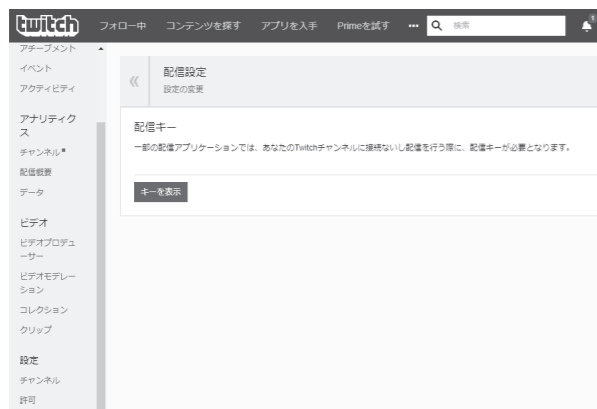 twitch フォロー中 コンテンツを探す アプリを入手 Primeを試す ••• 検索 1
アチーブメント
イベント
アクティビティ
アナリティク
ス
チャンネル
配信概要
データ
ビデオ
ビデオプロデュ
ーサー
ビデオモデレー
ション
コレクション
クリップ
設定
チャンネル
許可
« 配信設定
設定の変更
配信キー
一部の配信アプリケーションでは、あなたのTwitchチャンネルに接続ないし配信を行う際に、配信キーが必要となります。
キーを表示